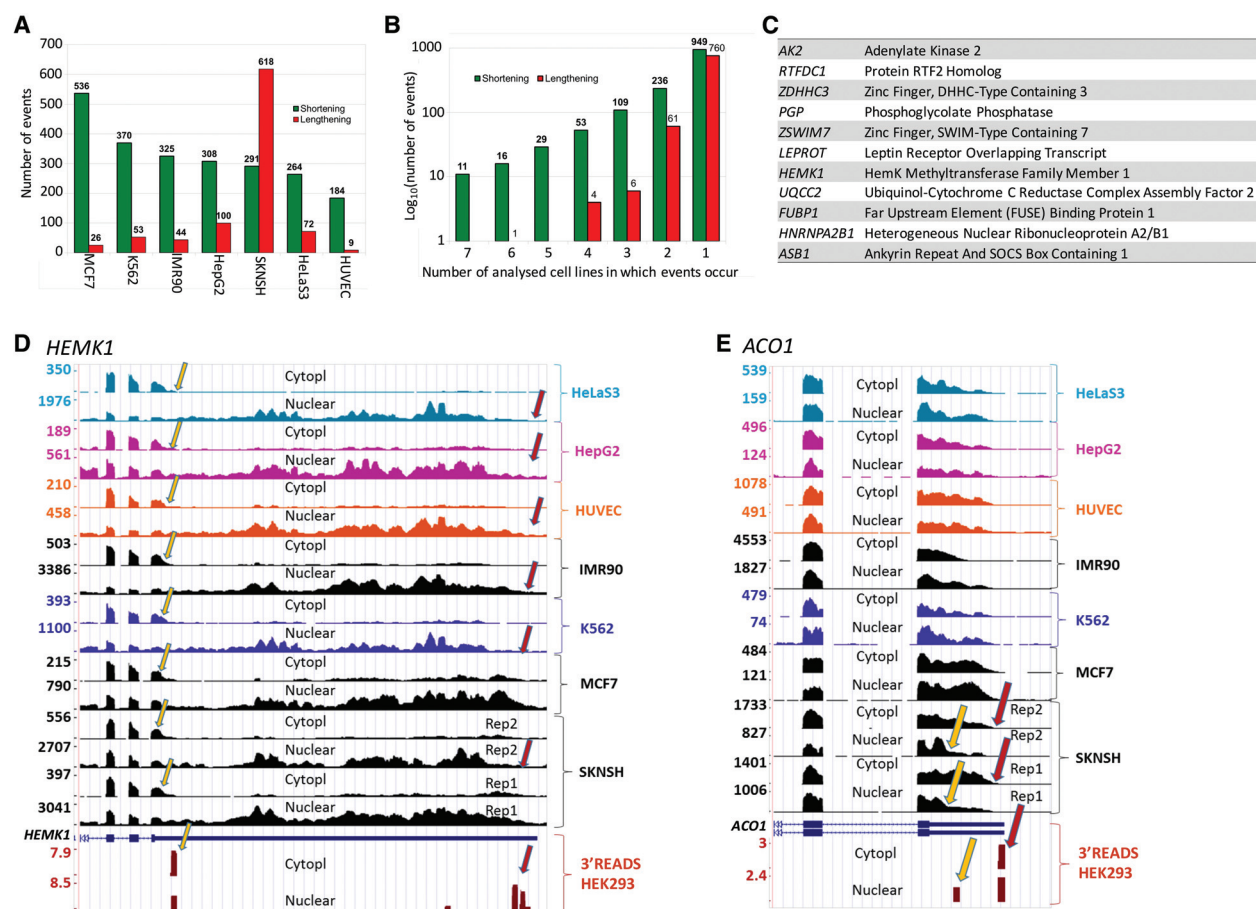 A
700
600
500
400
300
200
100
0
Number of events
536
26
370
53
325
44
308
100
291
618
264
72
184
9
Shortening
Lengthening
MCF7
K562
IMR90
HepG2
SKNSH
HeLaS3
HUVEC
B
1000
100
10
1
Log10(number of events)
Shortening
Lengthening
11
16
1
29
53
4
109
6
236
61
949
760
7 6 5 4 3 2 1
Number of analysed cell lines in which events occur
C
AK2 Adenylate Kinase 2
RTFDC1 Protein RTF2 Homolog
ZDHHC3 Zinc Finger, DHHC-Type Containing 3
PGP Phosphoglycolate Phosphatase
ZSWIM7 Zinc Finger, SWIM-Type Containing 7
LEPROT Leptin Receptor Overlapping Transcript
HEMK1 HemK Methyltransferase Family Member 1
UQCC2 Ubiquinol-Cytochrome C Reductase Complex Assembly Factor 2
FUBP1 Far Upstream Element (FUSE) Binding Protein 1
HNRNPA2B1 Heterogeneous Nuclear Ribonucleoprotein A2/B1
ASB1 Ankyrin Repeat And SOCS Box Containing 1
D HEMK1
350 Cytopl
1976 Nuclear
HeLaS3
189 Cytopl
561 Nuclear
HepG2
210 Cytopl
458 Nuclear
HUVEC
503 Cytopl
3386 Nuclear
IMR90
393 Cytopl
1100 Nuclear
K562
215 Cytopl
790 Nuclear
MCF7
556 Cytopl Rep2
2707 Nuclear Rep2
SKNSH
397 Cytopl
3041 Nuclear Rep1
HEMK1
7.9 Cytopl
8.5 Nuclear
3'READS
HEK293
E ACO1
539 Cytopl
159 Nuclear
HeLaS3
496 Cytopl
124 Nuclear
HepG2
1078 Cytopl
491 Nuclear
HUVEC
4553 Cytopl
1827 Nuclear
IMR90
479 Cytopl
74 Nuclear
K562
484 Cytopl
121 Nuclear
MCF7
1733 Cytopl Rep2
827 Nuclear Rep2
SKNSH
1401 Cytopl Rep1
1006 Nuclear Rep1
ACO1
3 Cytopl
2.4 Nuclear
3'READS
HEK293